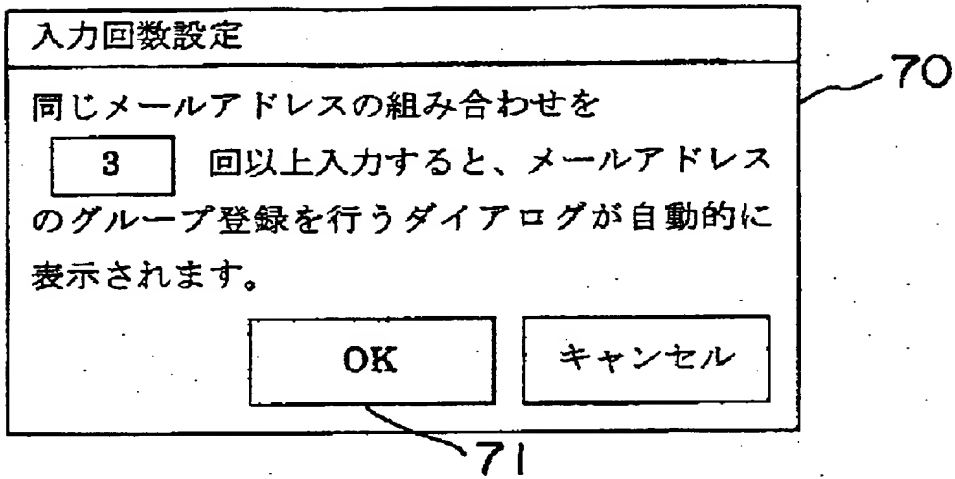 入力回数設定
70
同じメールアドレスの組み合わせを
3 回以上入力すると、メールアドレス
のグループ登録を行うダイアログが自動的に
表示されます。
OK キャンセル
71